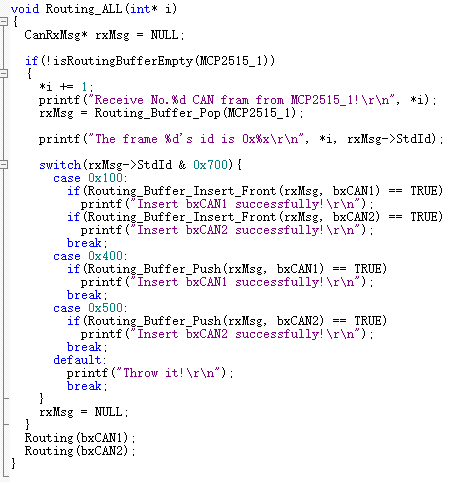 void Routing_ALL(int* i)
{
  CanRxMsg* rxMsg = NULL;

  if(!isRoutingBufferEmpty(MCP2515_1))
  {
    *i += 1;
    printf("Receive No.%d CAN fram from MCP2515_1!\r\n", *i);
    rxMsg = Routing_Buffer_Pop(MCP2515_1);

    printf("The frame %d's id is 0x%x\r\n", *i, rxMsg->StdId);

    switch(rxMsg->StdId & 0x700){
      case 0x100:
        if(Routing_Buffer_Insert_Front(rxMsg, bxCAN1) == TRUE)
          printf("Insert bxCAN1 successfully!\r\n");
        if(Routing_Buffer_Insert_Front(rxMsg, bxCAN2) == TRUE)
          printf("Insert bxCAN2 successfully!\r\n");
        break;
      case 0x400:
        if(Routing_Buffer_Push(rxMsg, bxCAN1) == TRUE)
          printf("Insert bxCAN1 successfully!\r\n");
        break;
      case 0x500:
        if(Routing_Buffer_Push(rxMsg, bxCAN2) == TRUE)
          printf("Insert bxCAN2 successfully!\r\n");
        break;
      default:
        printf("Throw it!\r\n");
        break;
    }
    rxMsg = NULL;
  }
  Routing(bxCAN1);
  Routing(bxCAN2);
}